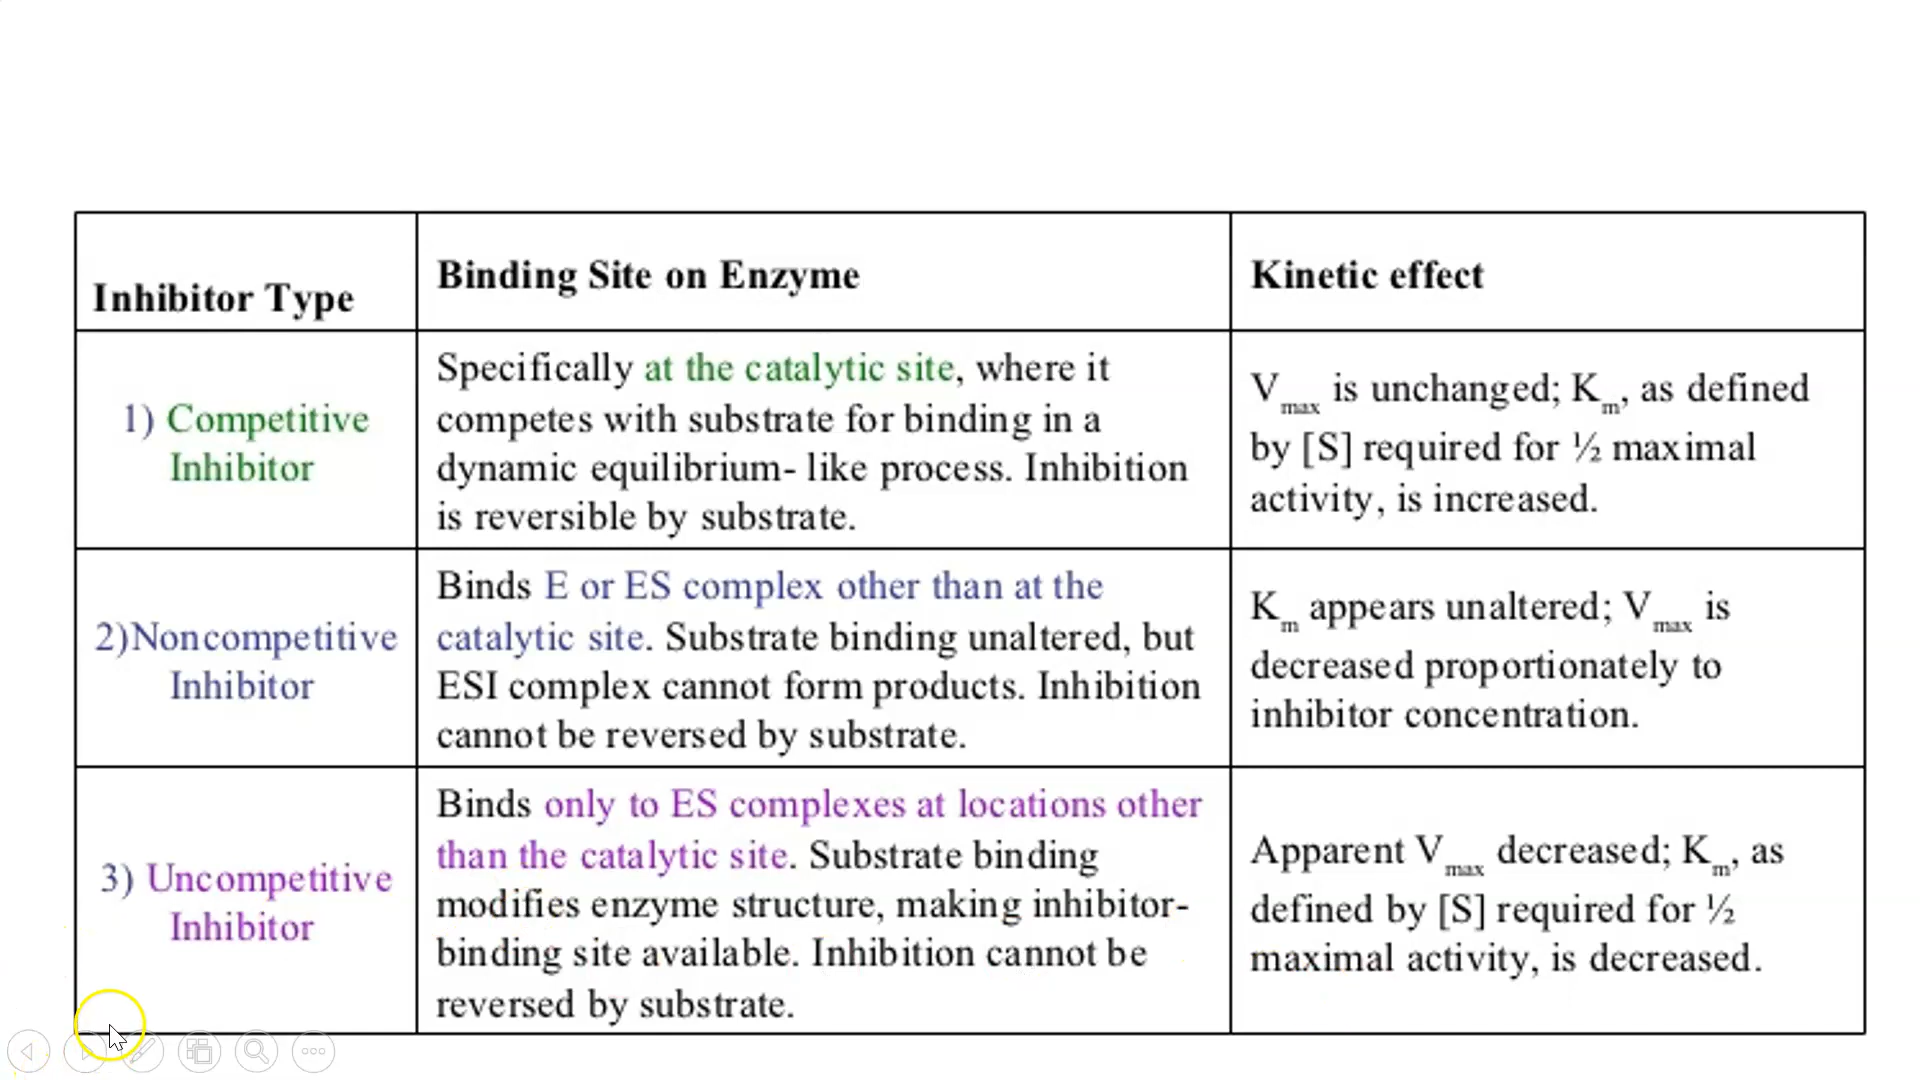 Inhibitor Type
Binding Site on Enzyme
Kinetic effect
1) Competitive
Inhibitor
Specifically at the catalytic site, where it
competes with substrate for binding in a
dynamic equilibrium- like process. Inhibition
is reversible by substrate.
Vmax is unchanged; Km, as defined
by [S] required for ½ maximal
activity, is increased.
2)Noncompetitive
Inhibitor
Binds E or ES complex other than at the
catalytic site. Substrate binding unaltered, but
ESI complex cannot form products. Inhibition
cannot be reversed by substrate.
Km appears unaltered; Vmax is
decreased proportionately to
inhibitor concentration.
3) Uncompetitive
Inhibitor
Binds only to ES complexes at locations other
than the catalytic site. Substrate binding
modifies enzyme structure, making inhibitor-
binding site available. Inhibition cannot be
reversed by substrate.
Apparent Vmax decreased; Km, as
defined by [S] required for ½
maximal activity, is decreased.